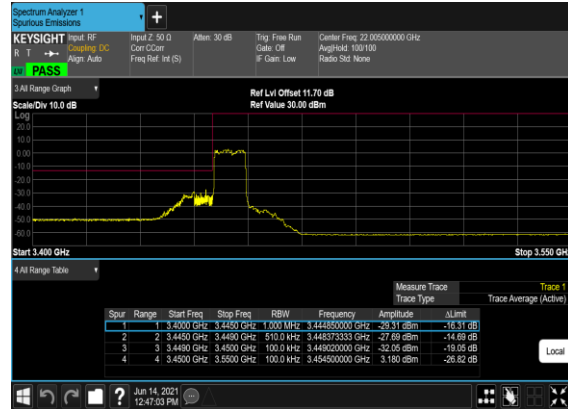 Spectrum Analyzer 1
Spurious Emissions
KEYSIGHT Input: RF Input Z: 50 Ω Atten: 30 dB Trig: Free Run Center Freq: 22.005000000 GHz
R T Coupling: DC Corr CCorr Gate: Off Avg|Hold: 100/100
Align: Auto Freq Ref: Int (S) IF Gain: Low Radio Std: None
PASS
3 All Range Graph Ref Lvl Offset 11.70 dB
Scale/Div 10.0 dB Ref Value 30.00 dBm
Log
20.0
10.0
0.00
-10.0
-20.0
-30.0
-40.0
-50.0
-60.0
Start 3.400 GHz Stop 3.550 GHz
4 All Range Table
Measure Trace Trace 1
Trace Type Trace Average (Active)
Spur Range Start Freq Stop Freq RBW Frequency Amplitude ΔLimit
1 1 3.4000 GHz 3.4450 GHz 1.000 MHz 3.444850000 GHz -29.31 dBm -16.31 dB
2 2 3.4450 GHz 3.4490 GHz 510.0 kHz 3.448373333 GHz -27.69 dBm -14.69 dB
3 3 3.4490 GHz 3.4500 GHz 100.0 kHz 3.449020000 GHz -32.05 dBm -19.05 dB
4 4 3.4500 GHz 3.5500 GHz 100.0 kHz 3.454500000 GHz 3.180 dBm -26.82 dB
Local
? Jun 14, 2021
12:47:03 PM